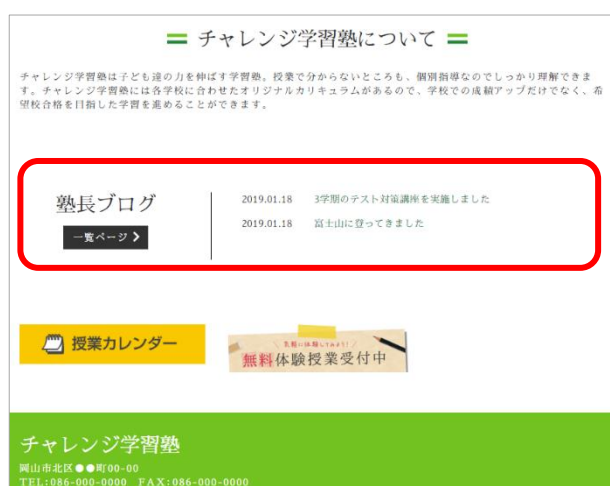 チャレンジ学習塾について
チャレンジ学習塾は子ども達の力を伸ばす学習塾。授業で分からないところも、個別指導なのでしっかり理解できま
す。チャレンジ学習塾には各学校に合わせたオリジナルカリキュラムがあるので、学校での成績アップだけでなく、希
望校合格を目指した学習を進めることができます。
塾長ブログ
一覧ページ
2019.01.18 3学期のテスト対策講座を実施しました
2019.01.18 富士山に登ってきました
授業カレンダー
気軽に体験してみよう!
無料体験授業受付中
チャレンジ学習塾
岡山市北区●●町00-00
TEL:086-000-0000 FAX:086-000-0000